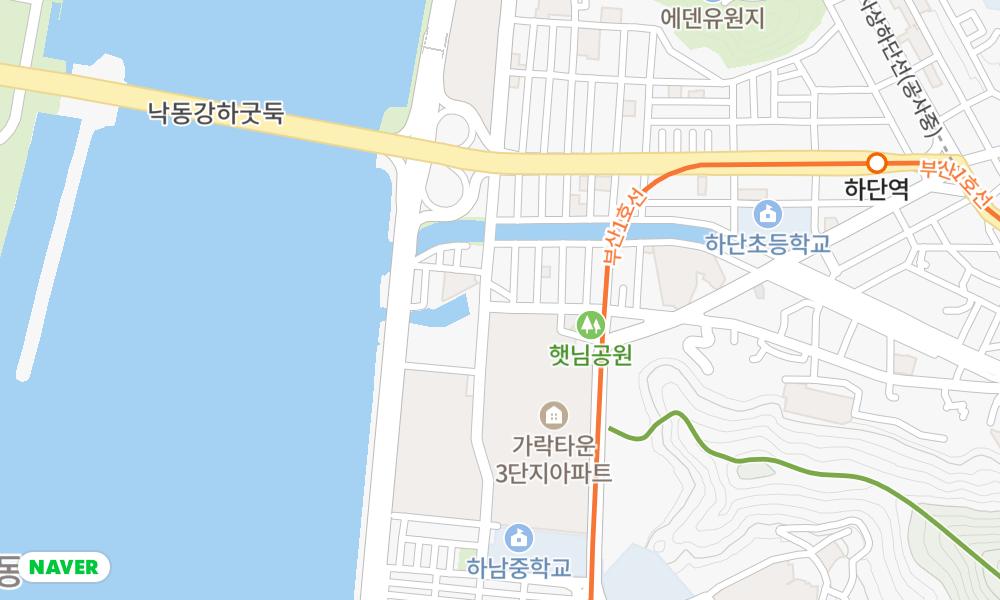 에덴유원지
사상하단선(공사중)
낙동강하굿둑
부산1호선
하단역
부산1호선
하단초등학교
햇님공원
가락타운
3단지아파트
하남중학교
동
NAVER